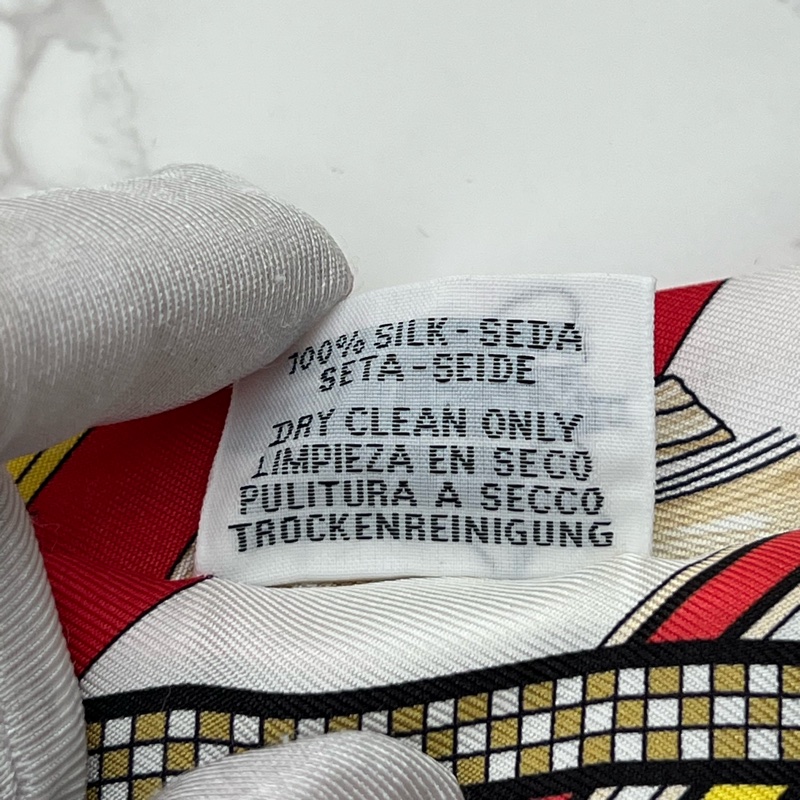 100% SILK - SEDA
SETA - SEIDE
DRY CLEAN ONLY
LIMPIEZA EN SECO
PULITURA A SECCO
TROCKENREINIGUNG